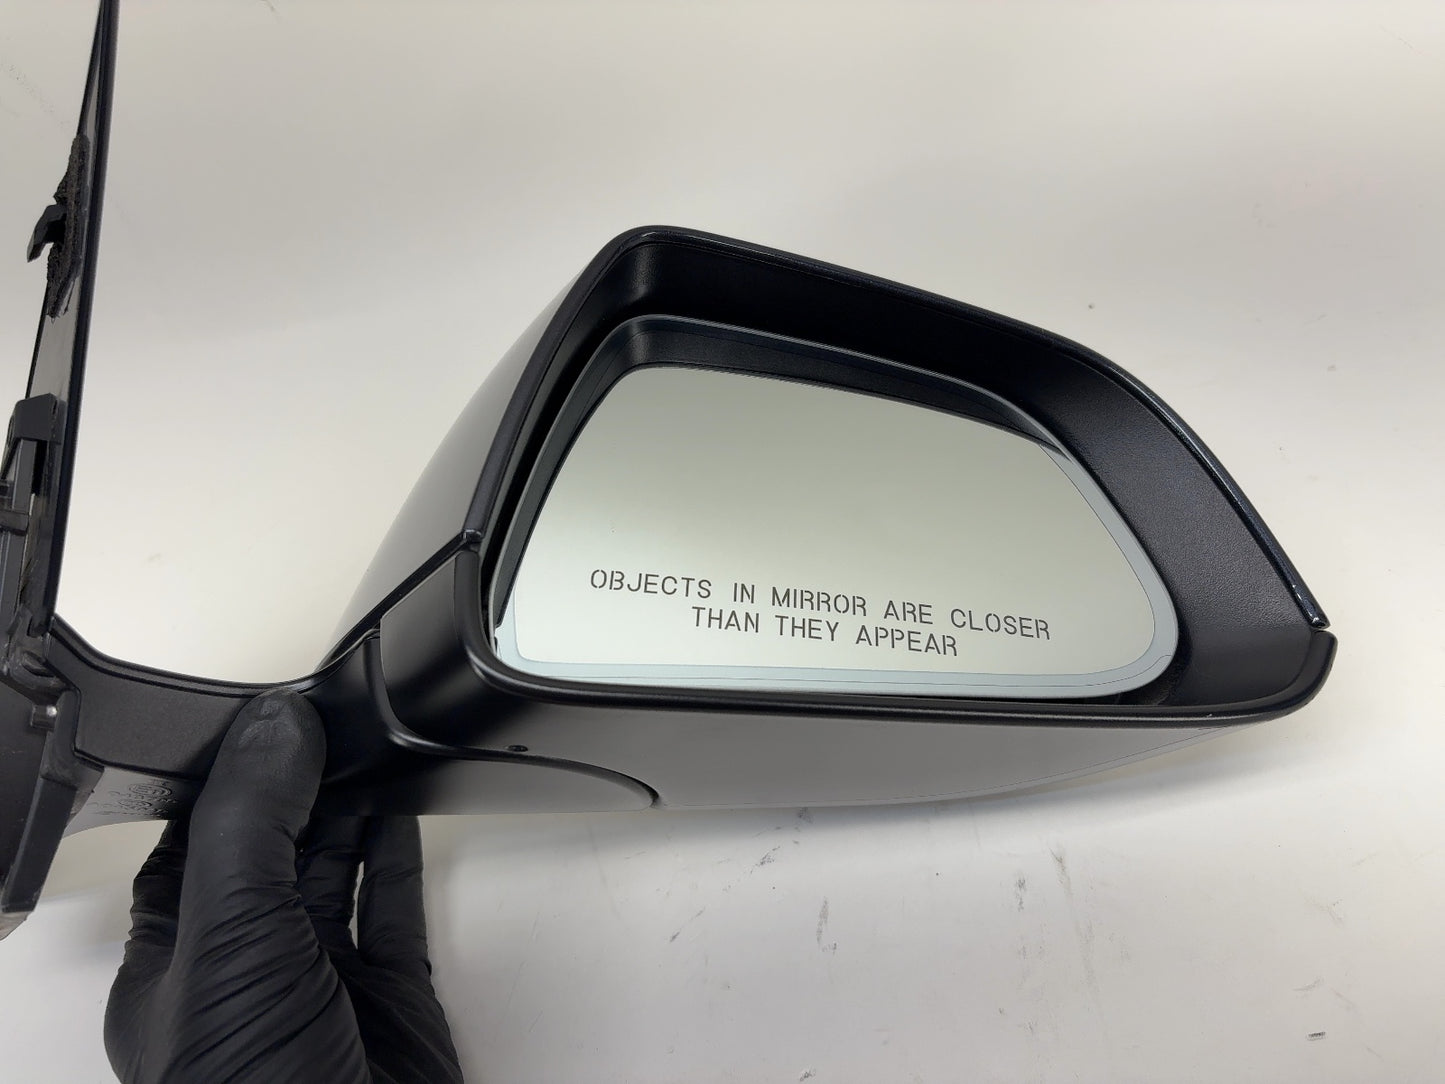 OBJECTS IN MIRROR ARE CLOSER
THAN THEY APPEAR